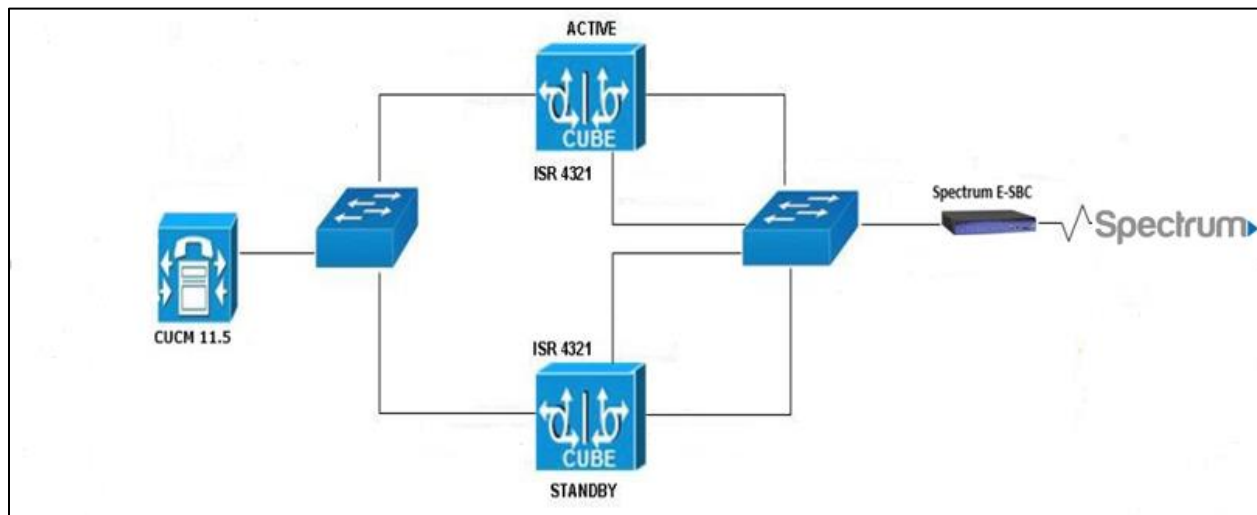 ACTIVE
CUBE
ISR 4321
Spectrum E-SBC
Spectrum
CUCM 11.5
ISR 4321
CUBE
STANDBY